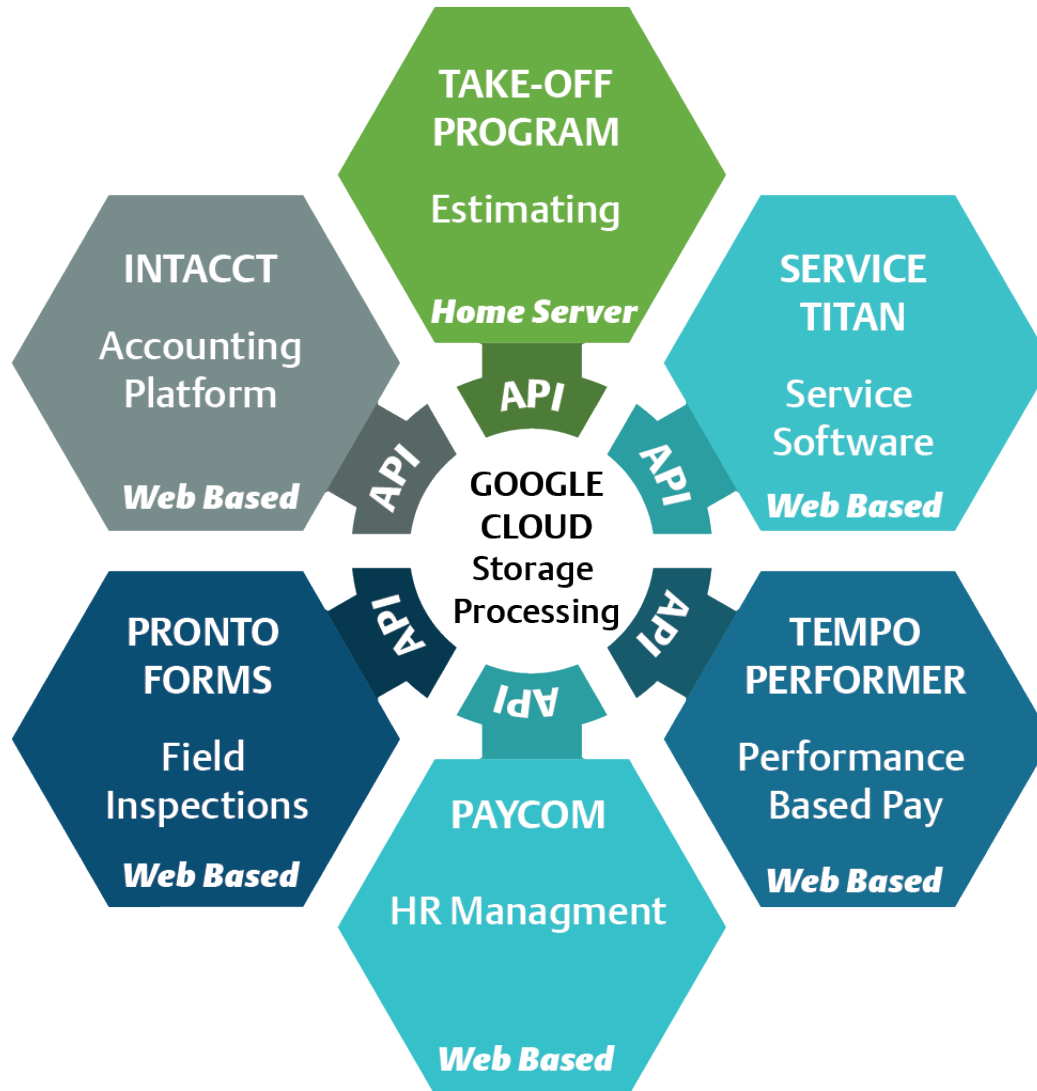 TAKE-OFF
PROGRAM
Estimating
Home Server
API
SERVICE
TITAN
Service
Software
Web Based
API
TEMPO
PERFORMER
Performance
Based Pay
Web Based
API
PAYCOM
HR Managment
Web Based
API
PRONTO
FORMS
Field
Inspections
Web Based
API
INTACCT
Accounting
Platform
Web Based
API
GOOGLE
CLOUD
Storage
Processing